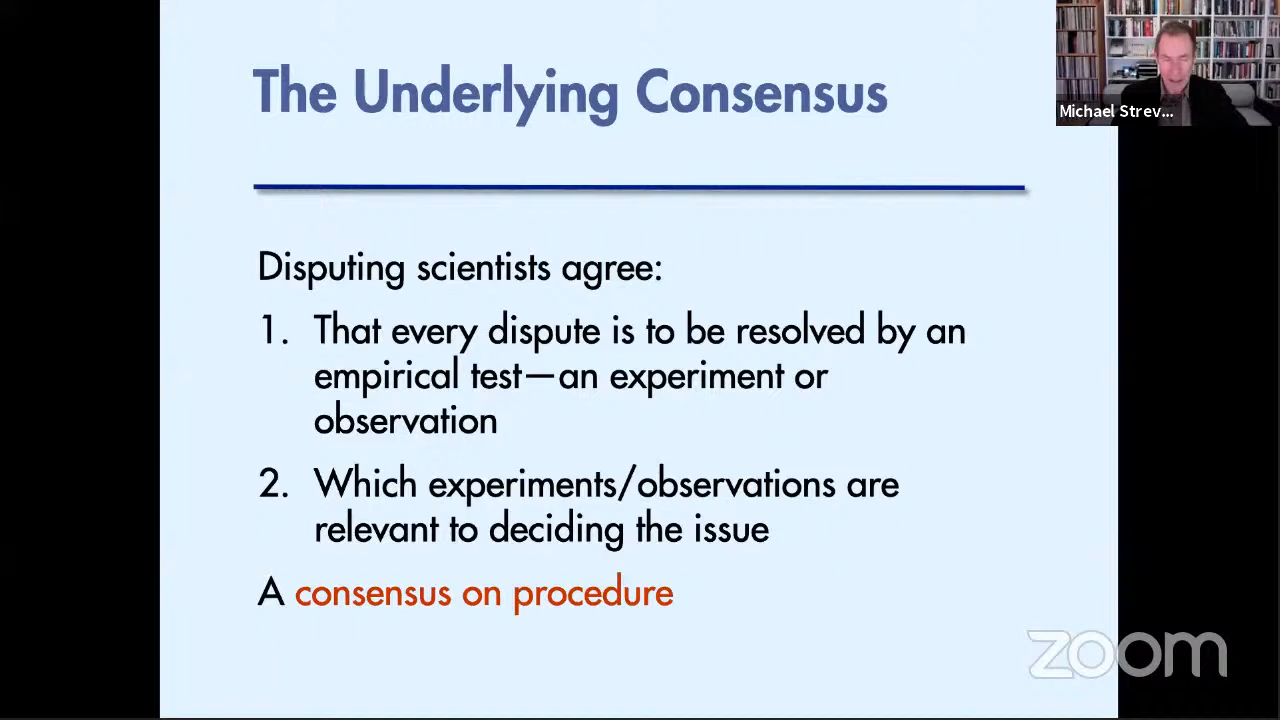 The Underlying Consensus
Michael Strev...
Disputing scientists agree:
1. That every dispute is to be resolved by an
empirical test—an experiment or
observation
2. Which experiments/observations are
relevant to deciding the issue
A consensus on procedure
zoom